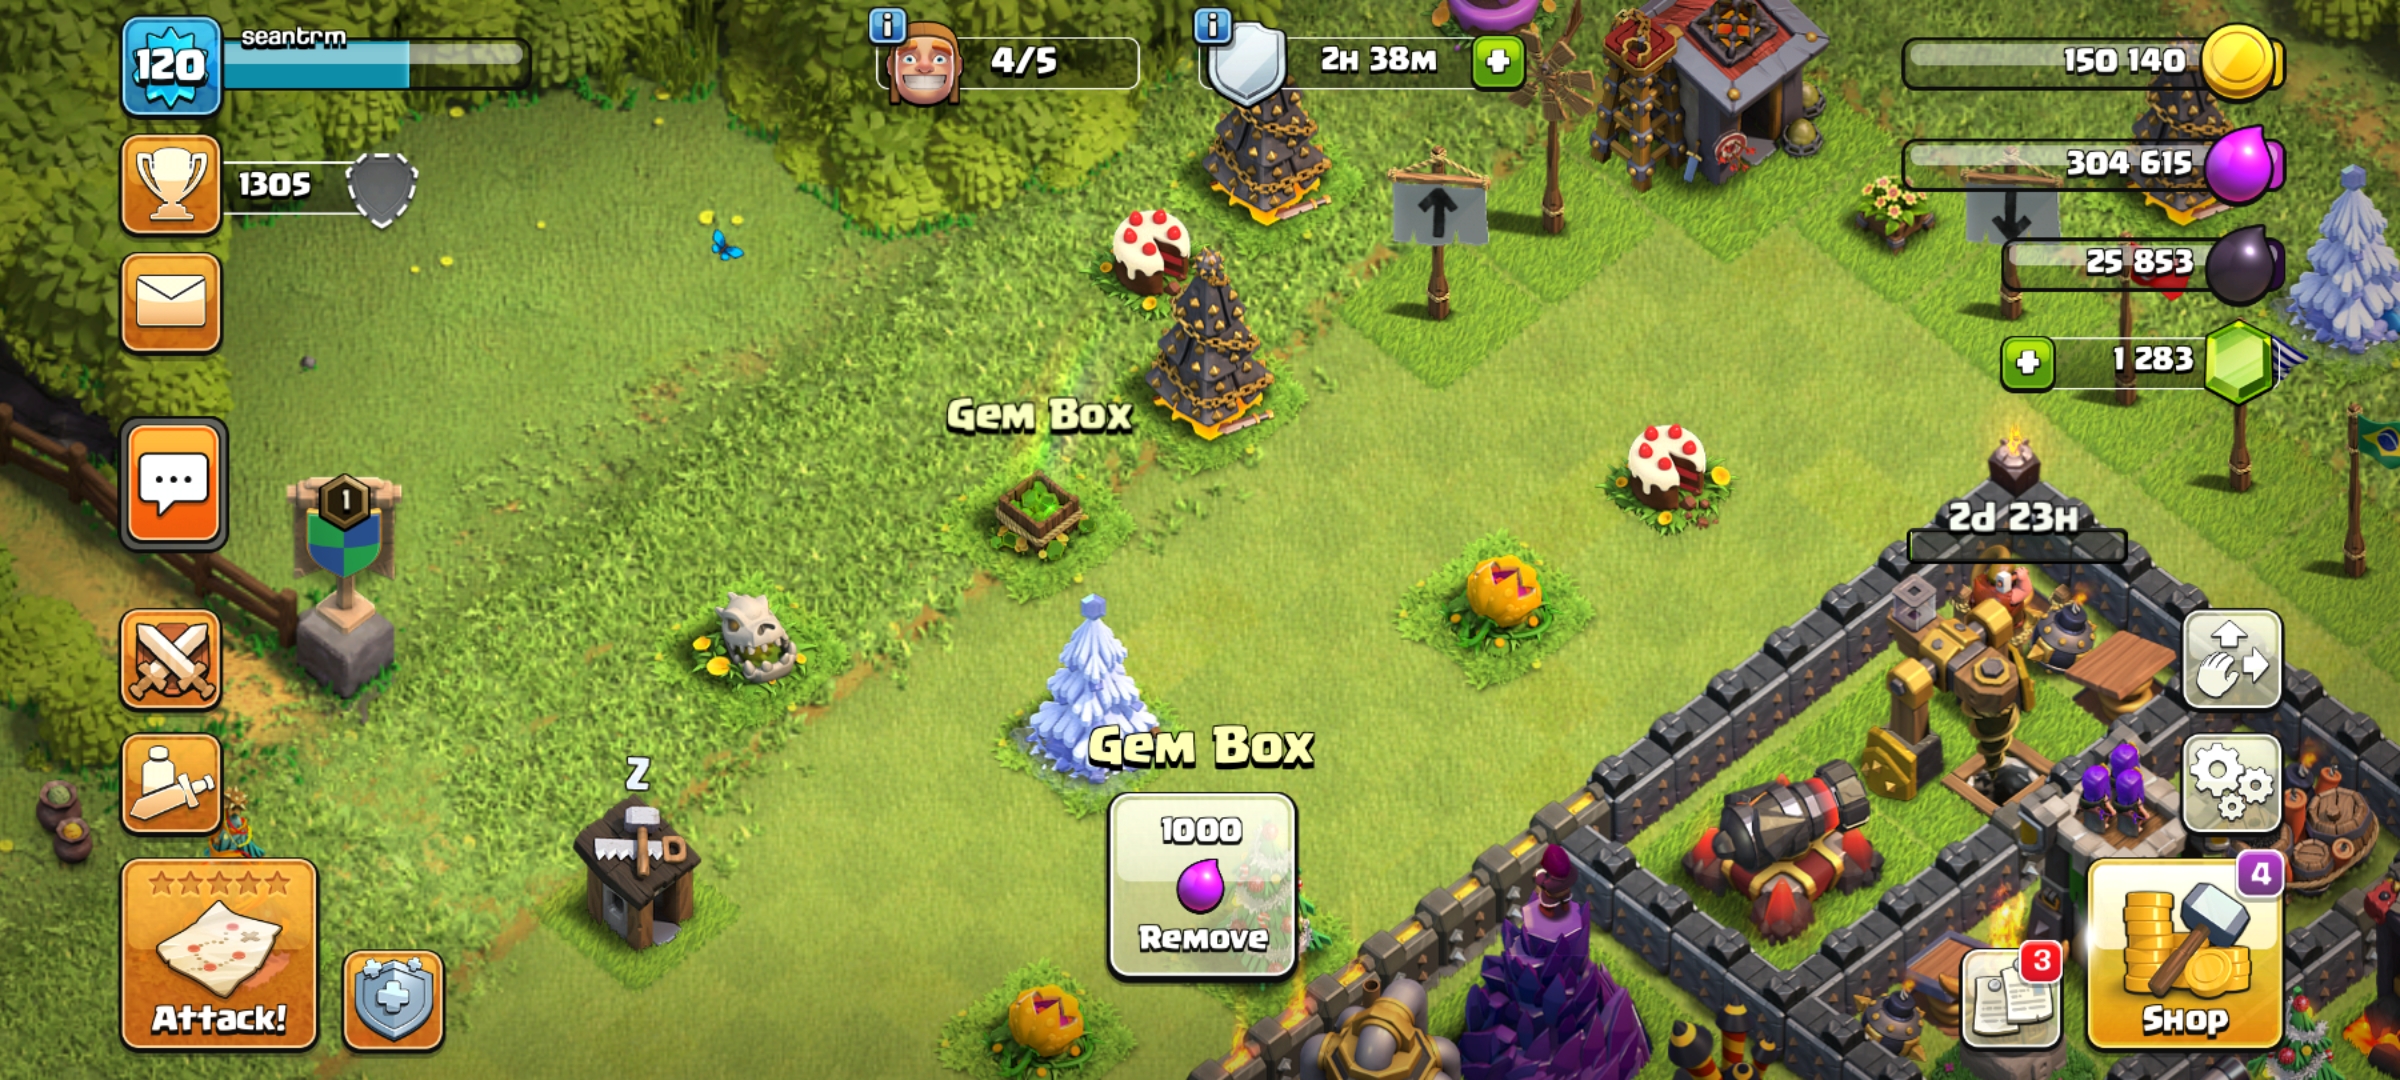 120
seantrm
i
4/5
i
2h 38m
150 140
1305
304 615
25 853
1 283
Gem Box
1
2d 23h
Gem Box
Z
1000
Remove
4
3
Attack!
Shop